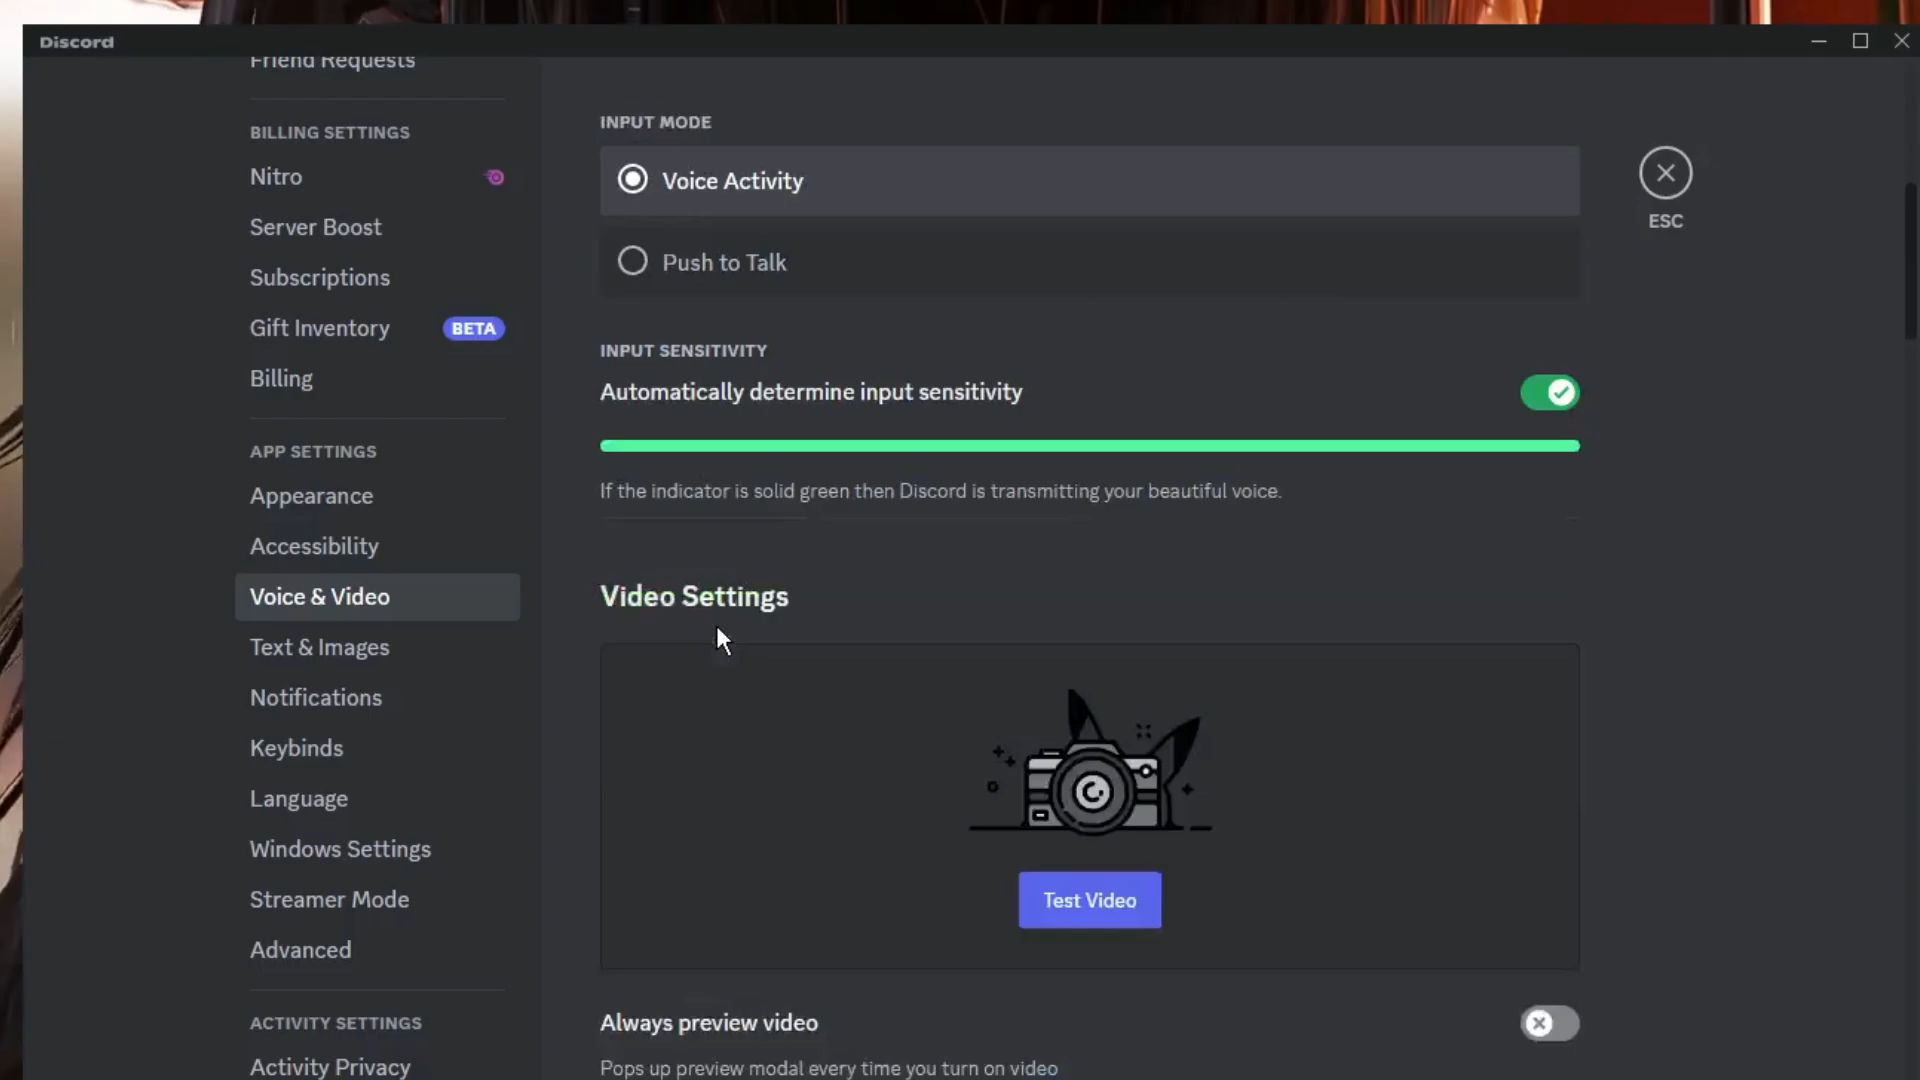 Discord
Friend Requests
BILLING SETTINGS
Nitro
Server Boost
Subscriptions
Gift Inventory BETA
Billing
APP SETTINGS
Appearance
Accessibility
Voice & Video
Text & Images
Notifications
Keybinds
Language
Windows Settings
Streamer Mode
Advanced
ACTIVITY SETTINGS
Activity Privacy
INPUT MODE
Voice Activity
Push to Talk
INPUT SENSITIVITY
Automatically determine input sensitivity
If the indicator is solid green then Discord is transmitting your beautiful voice.
Video Settings
Test Video
Always preview video
Pops up preview modal every time you turn on video
ESC